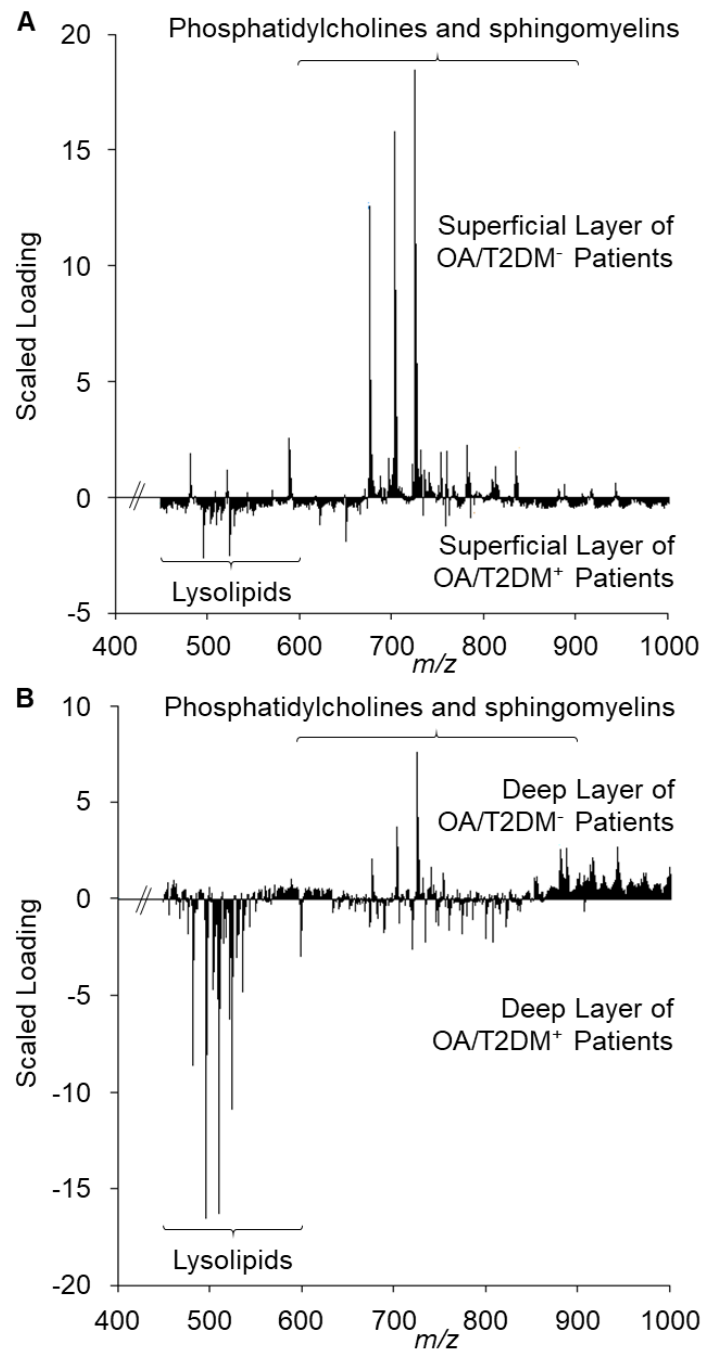 A
Phosphatidylcholines and sphingomyelins
20
15
10
5
0
-5
Scaled Loading
Superficial Layer of
OA/T2DM⁻ Patients
Superficial Layer of
OA/T2DM⁺ Patients
Lysolipids
400 500 600 700 800 900 1000
m/z
B
Phosphatidylcholines and sphingomyelins
10
5
0
-5
-10
-15
-20
Scaled Loading
Deep Layer of
OA/T2DM⁻ Patients
Deep Layer of
OA/T2DM⁺ Patients
Lysolipids
400 500 600 700 800 900 1000
m/z